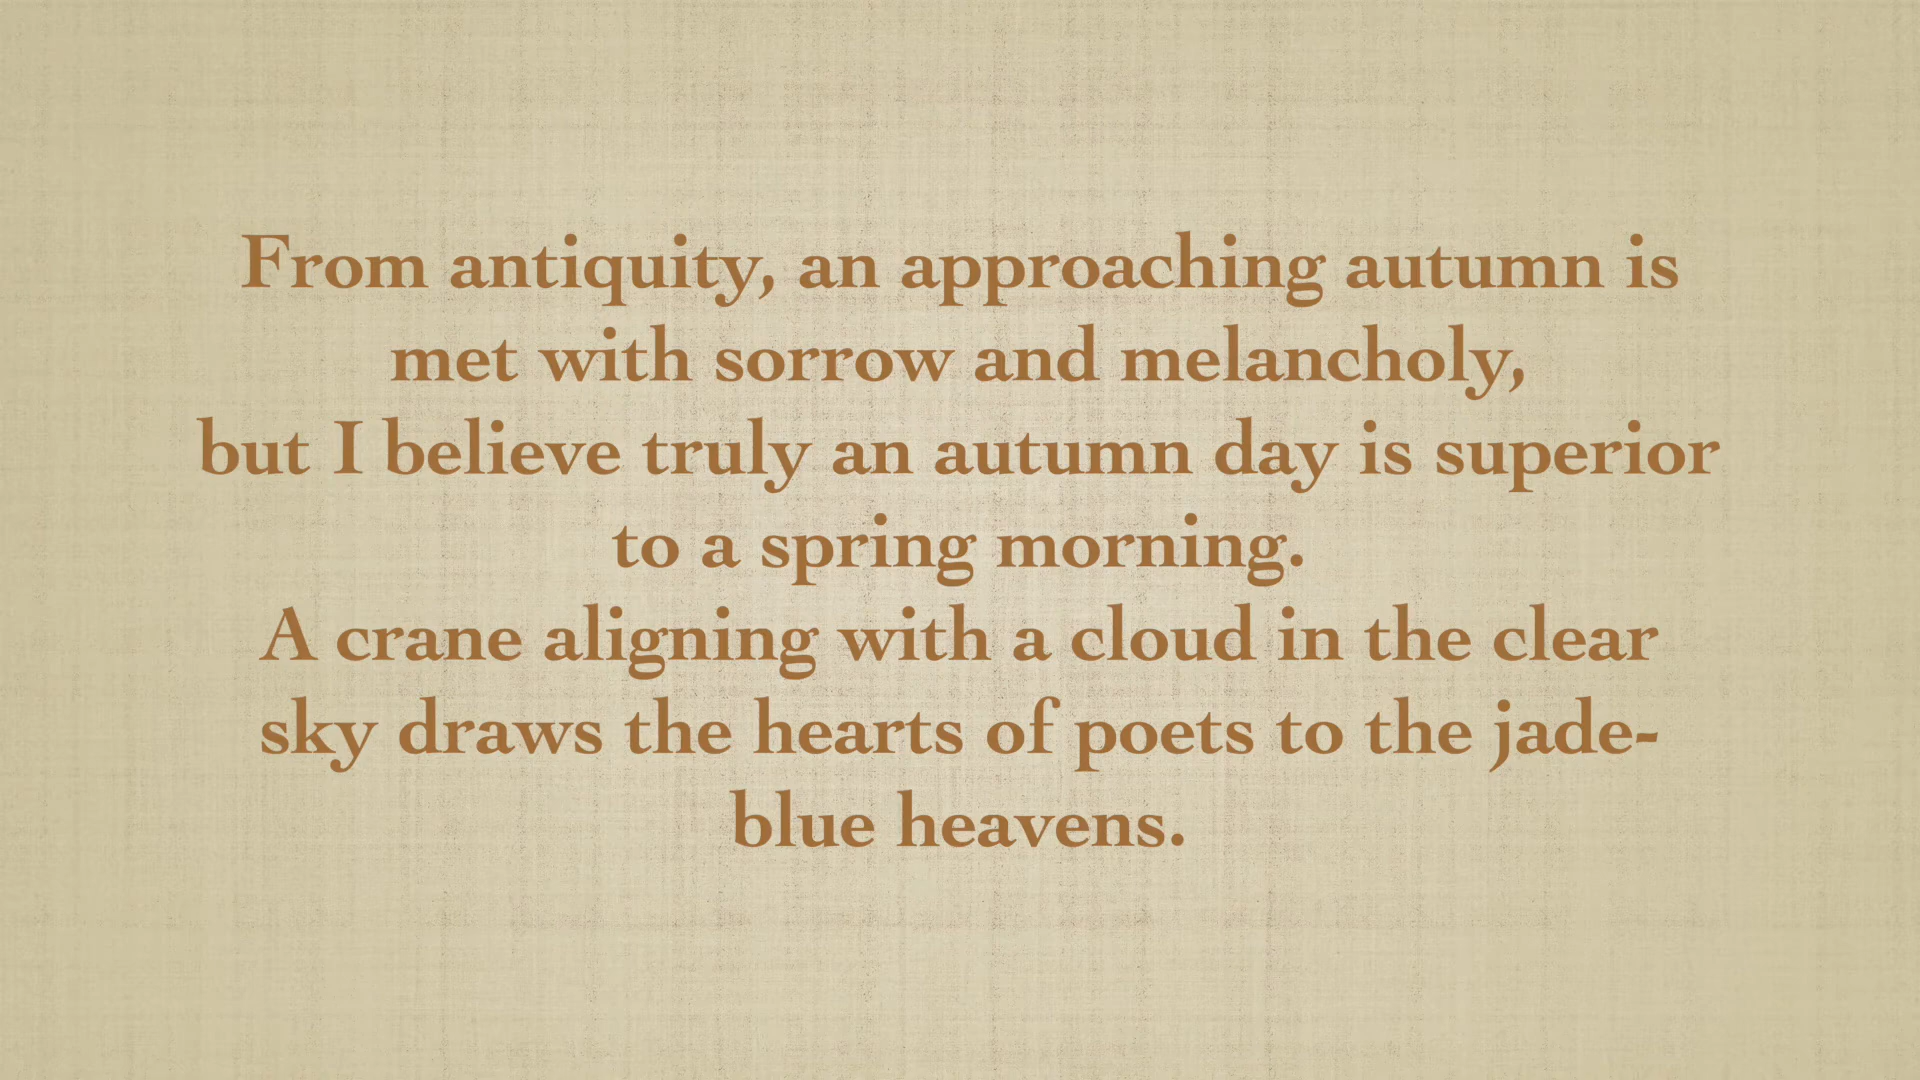 From antiquity, an approaching autumn is
met with sorrow and melancholy,
but I believe truly an autumn day is superior
to a spring morning.
A crane aligning with a cloud in the clear
sky draws the hearts of poets to the jade-
blue heavens.